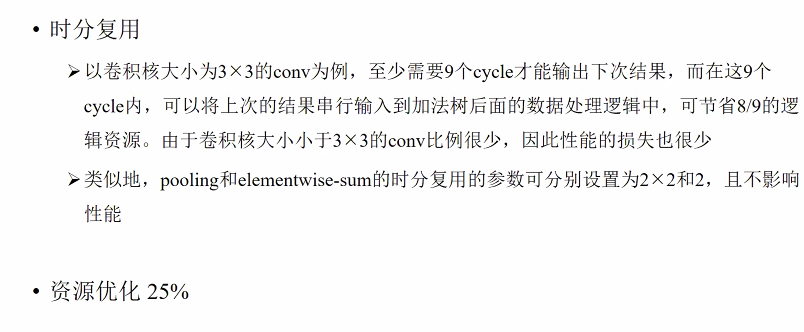 • 时分复用
➢ 以卷积核大小为3×3的conv为例，至少需要9个cycle才能输出下次结果，而在这9个
cycle内，可以将上次的结果串行输入到加法树后面的数据处理逻辑中，可节省8/9的逻
辑资源。由于卷积核大小小于3×3的conv比例很少，因此性能的损失也很少
➢ 类似地，pooling和elementwise-sum的时分复用的参数可分别设置为2×2和2，且不影响
性能
• 资源优化 25%